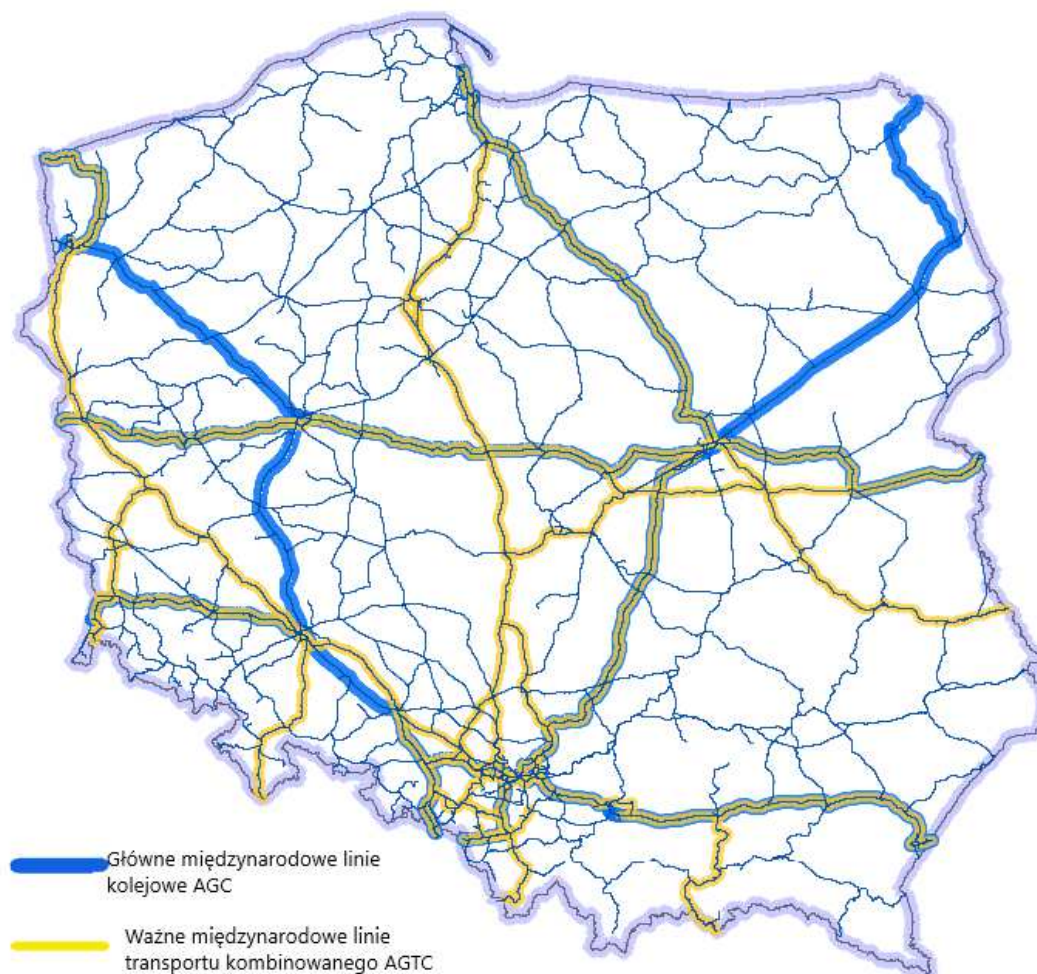 Główne międzynarodowe linie
kolejowe AGC
Ważne międzynarodowe linie
transportu kombinowanego AGTC